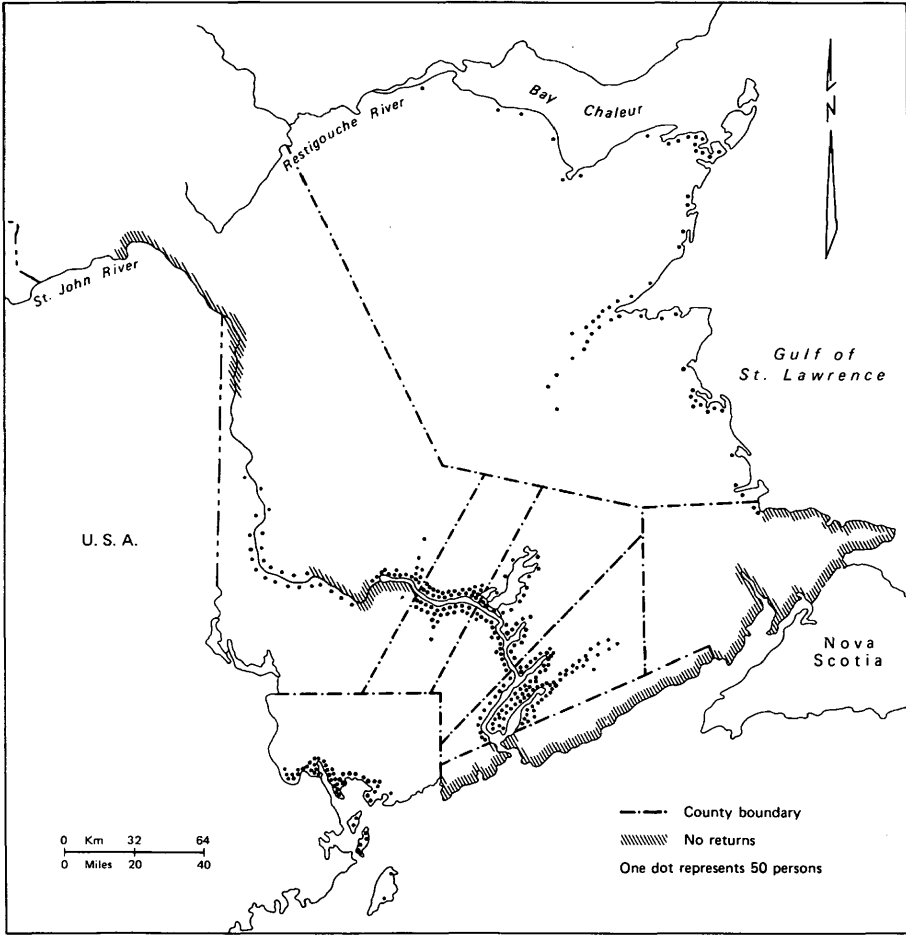 Bay
Chaleur
Restigouche River
N
St. John River
Gulf of
St. Lawrence
U. S. A.
Nova
Scotia
0 Km 32 64
0 Miles 20 40
County boundary
No returns
One dot represents 50 persons